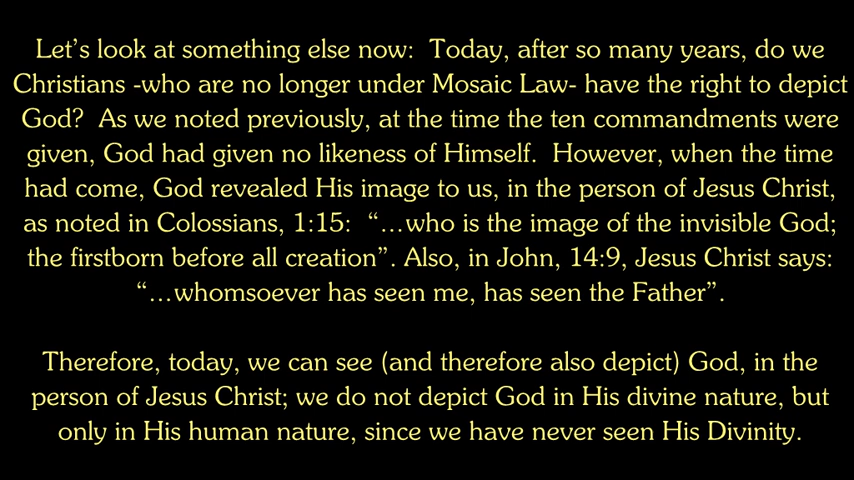 Let’s look at something else now:  Today, after so many years, do we
Christians -who are no longer under Mosaic Law- have the right to depict
God?  As we noted previously, at the time the ten commandments were
given, God had given no likeness of Himself.  However, when the time
had come, God revealed His image to us, in the person of Jesus Christ,
as noted in Colossians, 1:15:  “...who is the image of the invisible God;
the firstborn before all creation”. Also, in John, 14:9, Jesus Christ says:
“...whomsoever has seen me, has seen the Father”.
Therefore, today, we can see (and therefore also depict) God, in the
person of Jesus Christ; we do not depict God in His divine nature, but
only in His human nature, since we have never seen His Divinity.